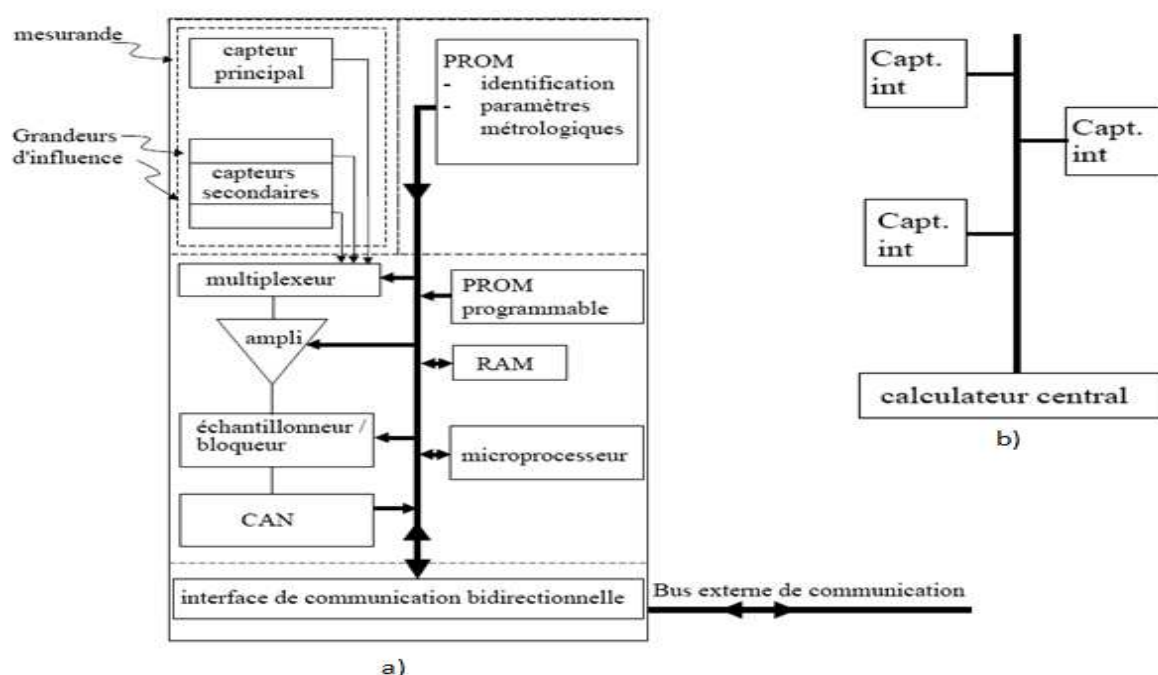 mesurande
capteur
principal
Grandeurs
d'influence
capteurs
secondaires
PROM
- identification
- paramètres
métrologiques
multiplexeur
ampli
échantillonneur /
bloqueur
CAN
PROM
programmable
RAM
microprocesseur
interface de communication bidirectionnelle
Bus externe de communication
a)
Capt.
int
Capt.
int
Capt.
int
calculateur central
b)